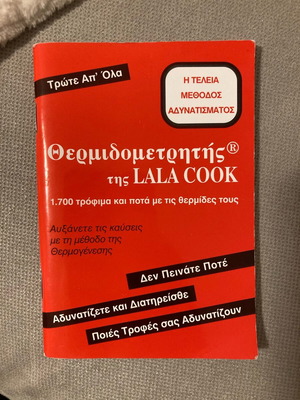 Τρώτε Απ' Όλα
Η ΤΕΛΕΙΑ
ΜΕΘΟΔΟΣ
ΑΔΥΝΑΤΙΣΜΑΤΟΣ
Θερμιδομετρητής®
της LALA COOK
1.700 τρόφιμα και ποτά με τις θερμίδες τους
Αυξάνετε τις καύσεις
με τη μέθοδο της
Θερμογένεσης
Δεν Πεινάτε Ποτέ
Αδυνατίζετε και Διατηρείσθε
Ποιές Τροφές σας Αδυνατίζουν